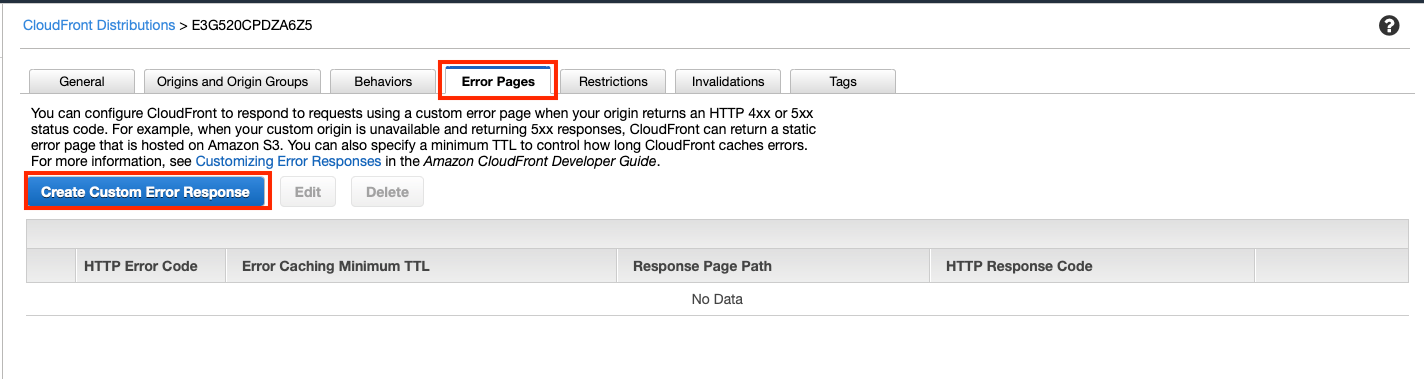 CloudFront Distributions > E3G520CPDZA6Z5
?
General
Origins and Origin Groups
Behaviors
Error Pages
Restrictions
Invalidations
Tags
You can configure CloudFront to respond to requests using a custom error page when your origin returns an HTTP 4xx or 5xx
status code. For example, when your custom origin is unavailable and returning 5xx responses, CloudFront can return a static
error page that is hosted on Amazon S3. You can also specify a minimum TTL to control how long CloudFront caches errors.
For more information, see Customizing Error Responses in the Amazon CloudFront Developer Guide.
Create Custom Error Response
Edit
Delete
HTTP Error Code
Error Caching Minimum TTL
Response Page Path
HTTP Response Code
No Data